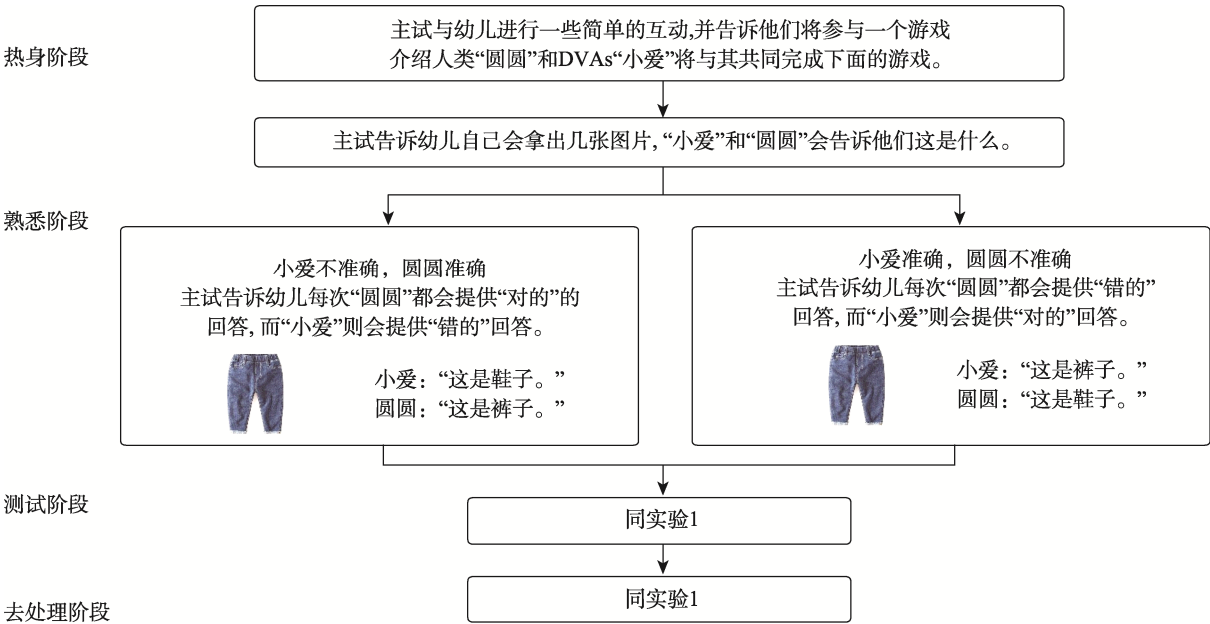 热身阶段
主试与幼儿进行一些简单的互动,并告诉他们将参与一个游戏
介绍人类“圆圆”和DVAs“小爱”将与其共同完成下面的游戏。
主试告诉幼儿自己会拿出几张图片, “小爱”和“圆圆”会告诉他们这是什么。
熟悉阶段
小爱不准确，圆圆准确
主试告诉幼儿每次“圆圆”都会提供“对的”的
回答, 而“小爱”则会提供“错的”回答。
小爱：“这是鞋子。”
圆圆：“这是裤子。”
小爱准确，圆圆不准确
主试告诉幼儿每次“圆圆”都会提供“错的”
回答, 而“小爱”则会提供“对的”回答。
小爱：“这是裤子。”
圆圆：“这是鞋子。”
测试阶段
同实验1
去处理阶段
同实验1